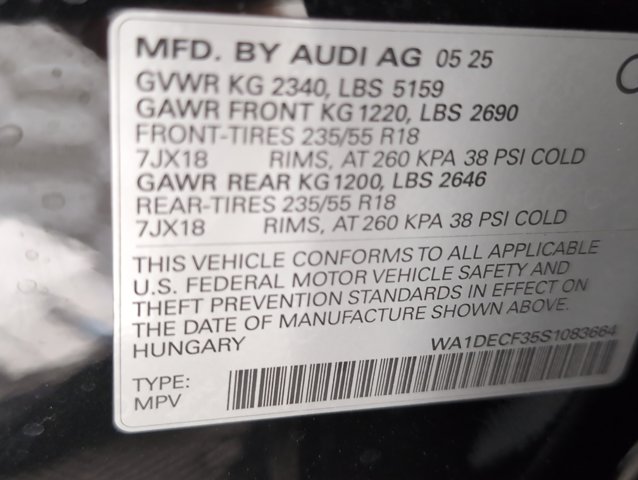 MFD. BY AUDI AG 05 25
GVWR KG 2340, LBS 5159
GAWR FRONT KG 1220, LBS 2690
FRONT-TIRES 235/55 R18
7JX18 RIMS, AT 260 KPA 38 PSI COLD
GAWR REAR KG 1200, LBS 2646
REAR-TIRES 235/55 R18
7JX18 RIMS, AT 260 KPA 38 PSI COLD
THIS VEHICLE CONFORMS TO ALL APPLICABLE
U.S. FEDERAL MOTOR VEHICLE SAFETY AND
THEFT PREVENTION STANDARDS IN EFFECT ON
THE DATE OF MANUFACTURE SHOWN ABOVE.
HUNGARY WA1DECF35S1083664
TYPE:
MPV